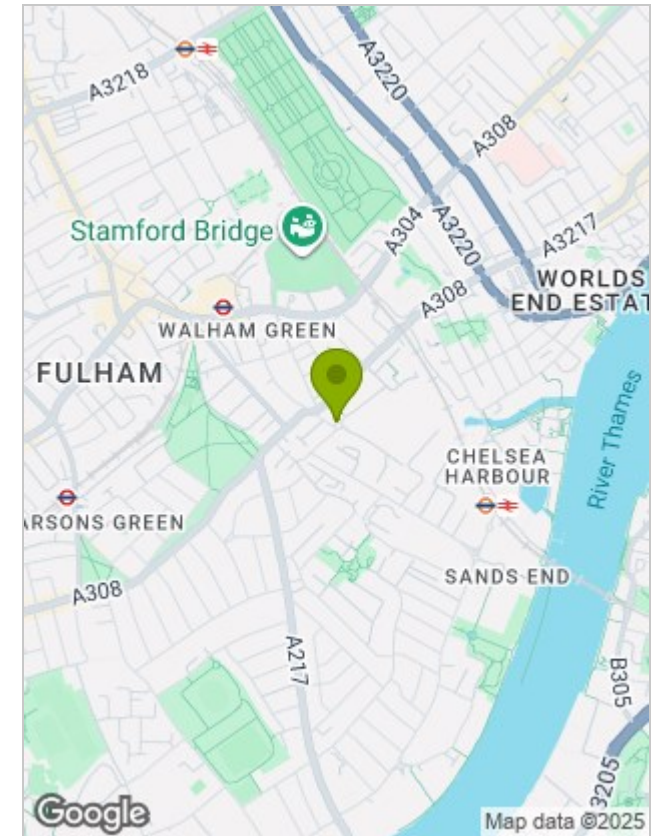 A3218
A3220
A308
Stamford Bridge
A304
A3220
A3217
A308
WORLDS
END ESTAT
WALHAM GREEN
FULHAM
CHELSEA
HARBOUR
River Thames
ARSONS GREEN
SANDS END
A308
A217
B305
3205
Google
Map data ©2025